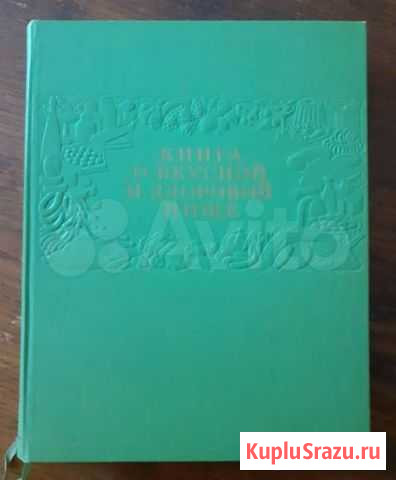 КНИГА
О ВКУСНОЙ
И ЗДОРОВОЙ
ПИЩЕ
Avito
KupluSrazu.ru